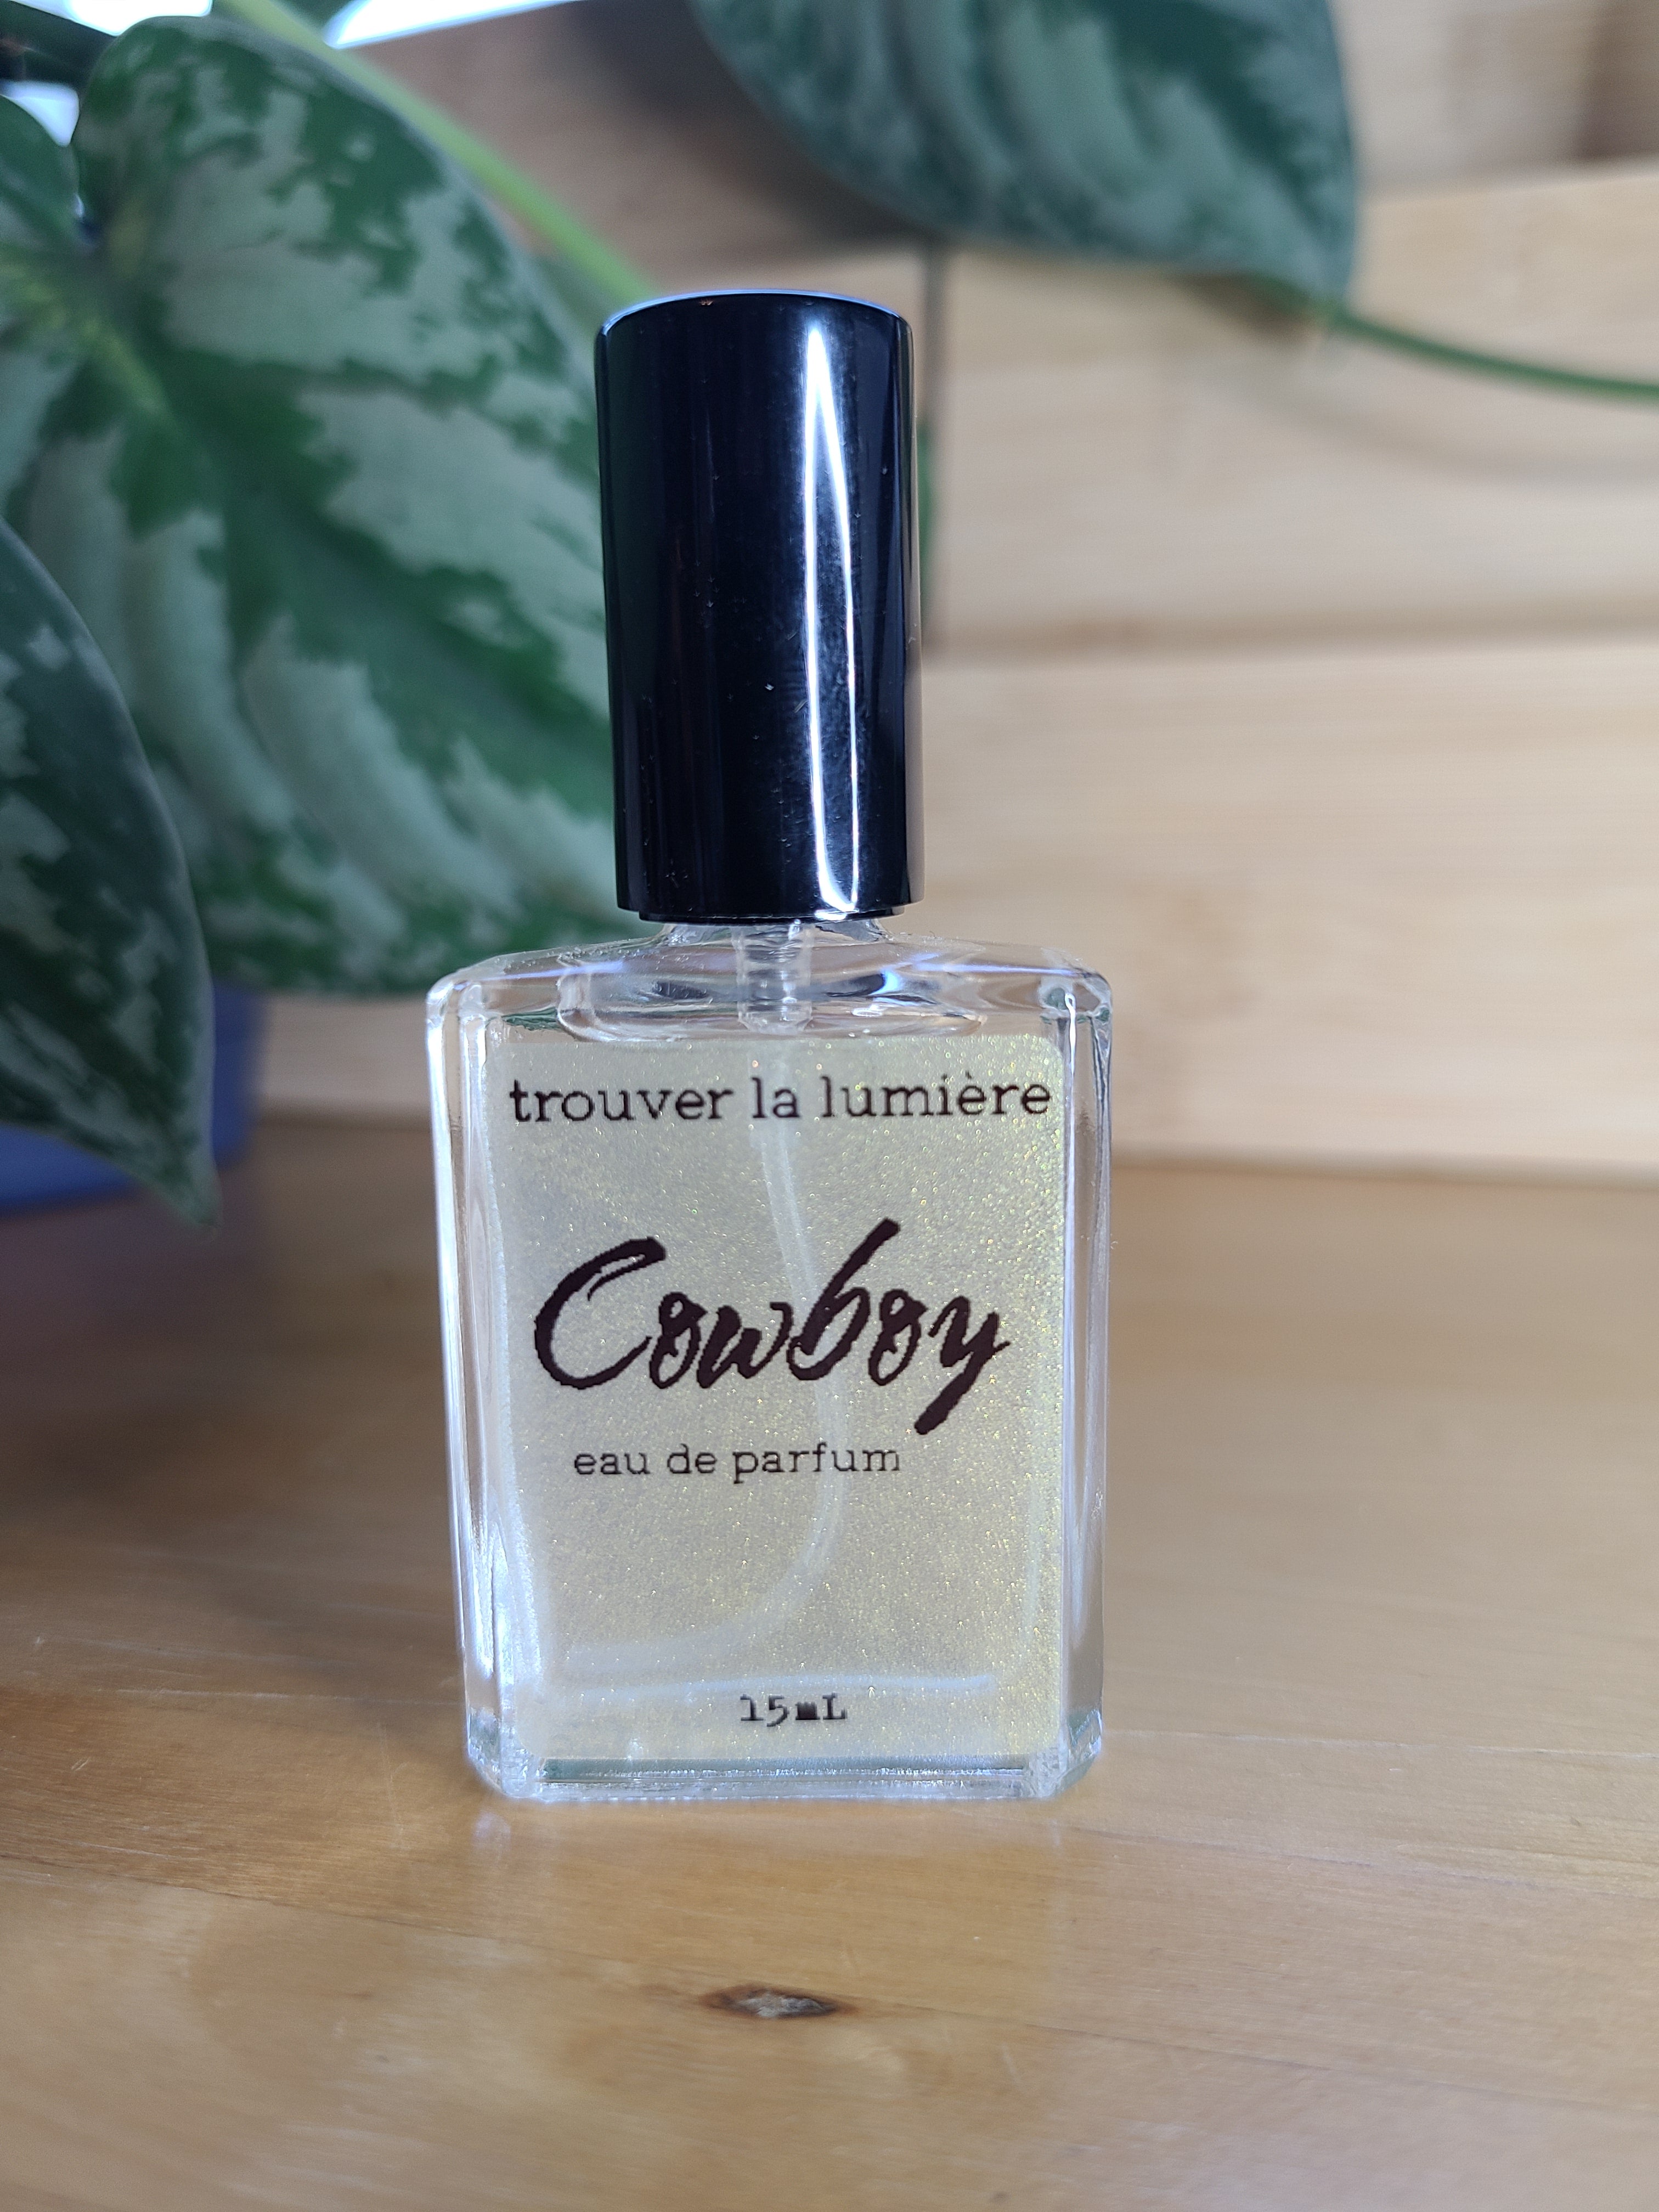 trouver la lumière
Cowboy
eau de parfum
15mL